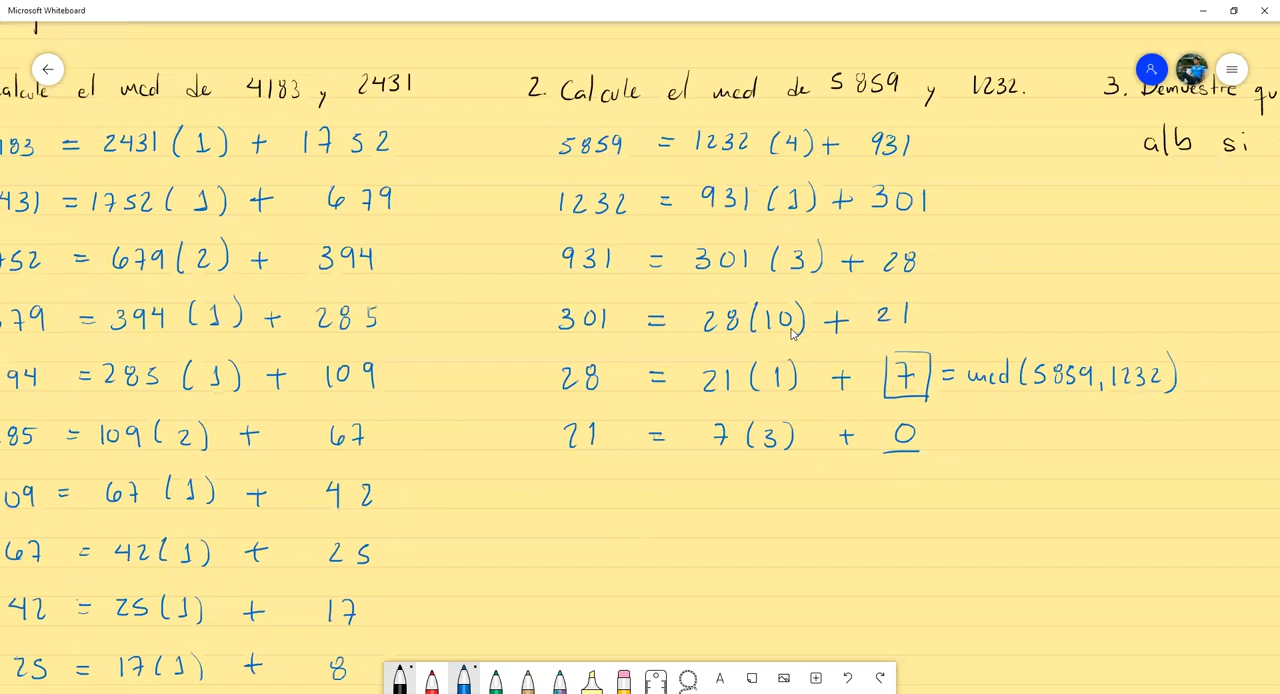 Microsoft Whiteboard
alcule el mcd de 4183 y 2431
183 = 2431 (1) + 1752
431 = 1752 (1) + 679
752 = 679 (2) + 394
79 = 394 (1) + 285
94 = 285 (1) + 109
85 = 109 (2) + 67
09 = 67 (1) + 42
67 = 42 (1) + 25
42 = 25 (1) + 17
25 = 17 (1) + 8
2. Calcule el mcd de 5859 y 1232.
5859 = 1232 (4) + 931
1232 = 931 (1) + 301
931 = 301 (3) + 28
301 = 28 (10) + 21
28 = 21 (1) + 7 = mcd (5859, 1232)
21 = 7 (3) + 0
3. Demuestre qu
a/b si
A